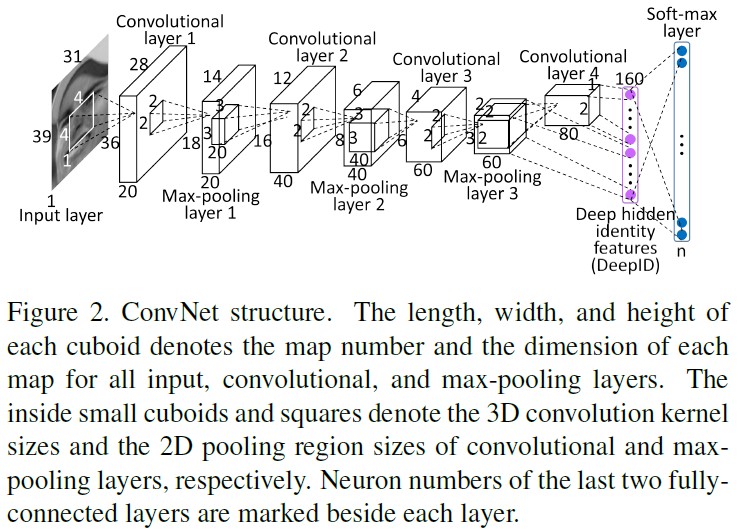 Soft-max
layer
Convolutional
layer 1
Convolutional
layer 2
Convolutional
layer 3
Convolutional
layer 4
31
28
14
12
6
4
1
160
4
2
3
2
3
2
2
2
39
4
36
2
18
3
16
2
8
3
6
2
3
2
2
1
20
20
40
40
60
60
80
1
20
20
40
40
60
Input layer
Max-pooling
layer 1
Max-pooling
layer 2
Max-pooling
layer 3
Deep hidden
identity
features
(DeepID)
n
Figure 2. ConvNet structure. The length, width, and height of
each cuboid denotes the map number and the dimension of each
map for all input, convolutional, and max-pooling layers. The
inside small cuboids and squares denote the 3D convolution kernel
sizes and the 2D pooling region sizes of convolutional and max-
pooling layers, respectively. Neuron numbers of the last two fully-
connected layers are marked beside each layer.